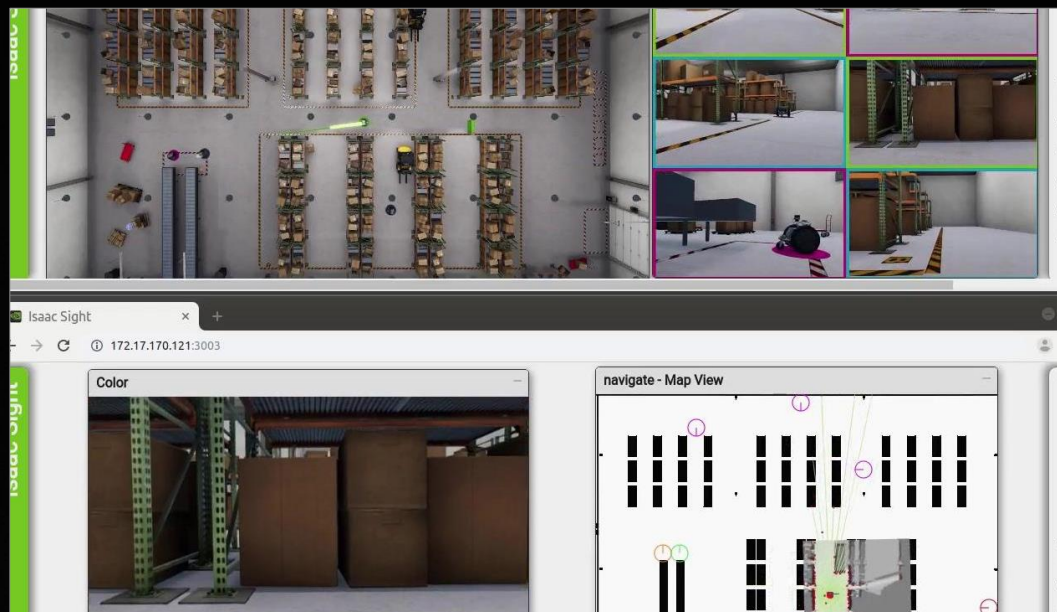 Isaac Sight
172.17.170.121:3003
Isaac Sight
Color
navigate - Map View